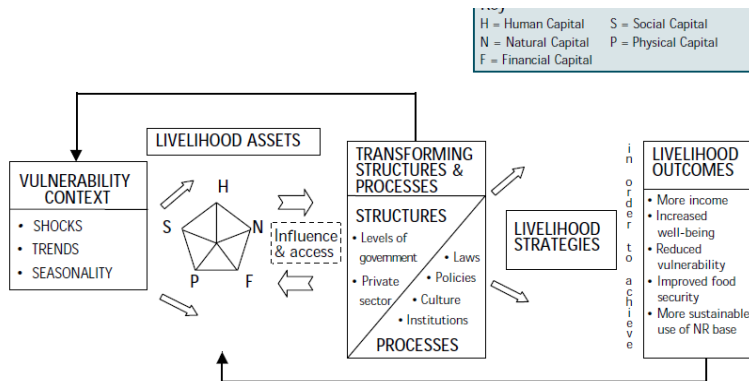 Key
H = Human Capital S = Social Capital
N = Natural Capital P = Physical Capital
F = Financial Capital
LIVELIHOOD ASSETS
VULNERABILITY
CONTEXT
• SHOCKS
• TRENDS
• SEASONALITY
H
S
N
P
F
Influence
& access
TRANSFORMING
STRUCTURES &
PROCESSES
STRUCTURES
• Levels of
government
• Private
sector
• Laws
• Policies
• Culture
• Institutions
PROCESSES
LIVELIHOOD
STRATEGIES
in order to achieve
LIVELIHOOD
OUTCOMES
• More income
• Increased
well-being
• Reduced
vulnerability
• Improved food
security
• More sustainable
use of NR base